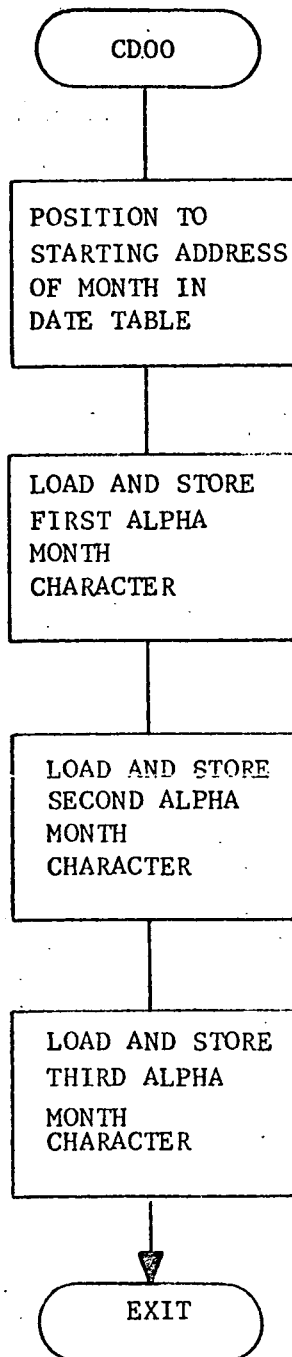 CD00
POSITION TO
STARTING ADDRESS
OF MONTH IN
DATE TABLE
LOAD AND STORE
FIRST ALPHA
MONTH
CHARACTER
LOAD AND STORE
SECOND ALPHA
MONTH
CHARACTER
LOAD AND STORE
THIRD ALPHA
MONTH
CHARACTER
EXIT